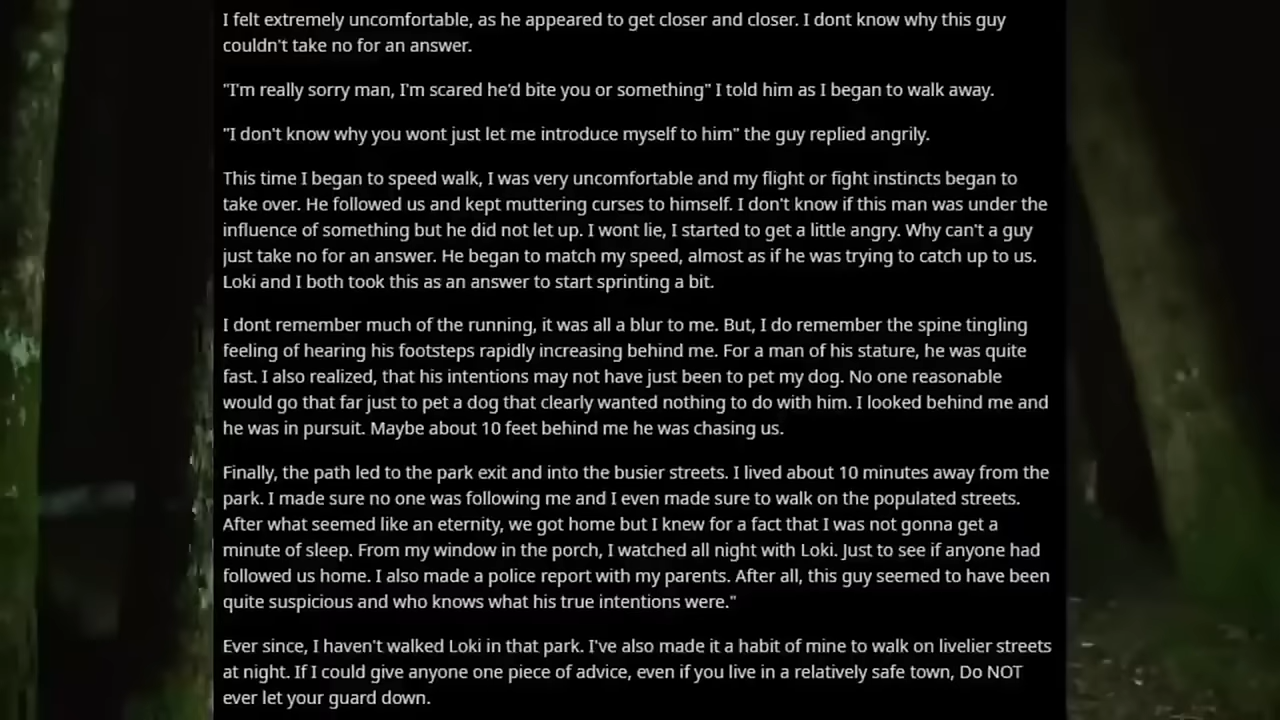 I felt extremely uncomfortable, as he appeared to get closer and closer. I dont know why this guy
couldn't take no for an answer.
"I'm really sorry man, I'm scared he'd bite you or something" I told him as I began to walk away.
"I don't know why you wont just let me introduce myself to him" the guy replied angrily.
This time I began to speed walk, I was very uncomfortable and my flight or fight instincts began to
take over. He followed us and kept muttering curses to himself. I don't know if this man was under the
influence of something but he did not let up. I wont lie, I started to get a little angry. Why can't a guy
just take no for an answer. He began to match my speed, almost as if he was trying to catch up to us.
Loki and I both took this as an answer to start sprinting a bit.
I dont remember much of the running, it was all a blur to me. But, I do remember the spine tingling
feeling of hearing his footsteps rapidly increasing behind me. For a man of his stature, he was quite
fast. I also realized, that his intentions may not have just been to pet my dog. No one reasonable
would go that far just to pet a dog that clearly wanted nothing to do with him. I looked behind me and
he was in pursuit. Maybe about 10 feet behind me he was chasing us.
Finally, the path led to the park exit and into the busier streets. I lived about 10 minutes away from the
park. I made sure no one was following me and I even made sure to walk on the populated streets.
After what seemed like an eternity, we got home but I knew for a fact that I was not gonna get a
minute of sleep. From my window in the porch, I watched all night with Loki. Just to see if anyone had
followed us home. I also made a police report with my parents. After all, this guy seemed to have been
quite suspicious and who knows what his true intentions were."
Ever since, I haven't walked Loki in that park. I've also made it a habit of mine to walk on livelier streets
at night. If I could give anyone one piece of advice, even if you live in a relatively safe town, Do NOT
ever let your guard down.